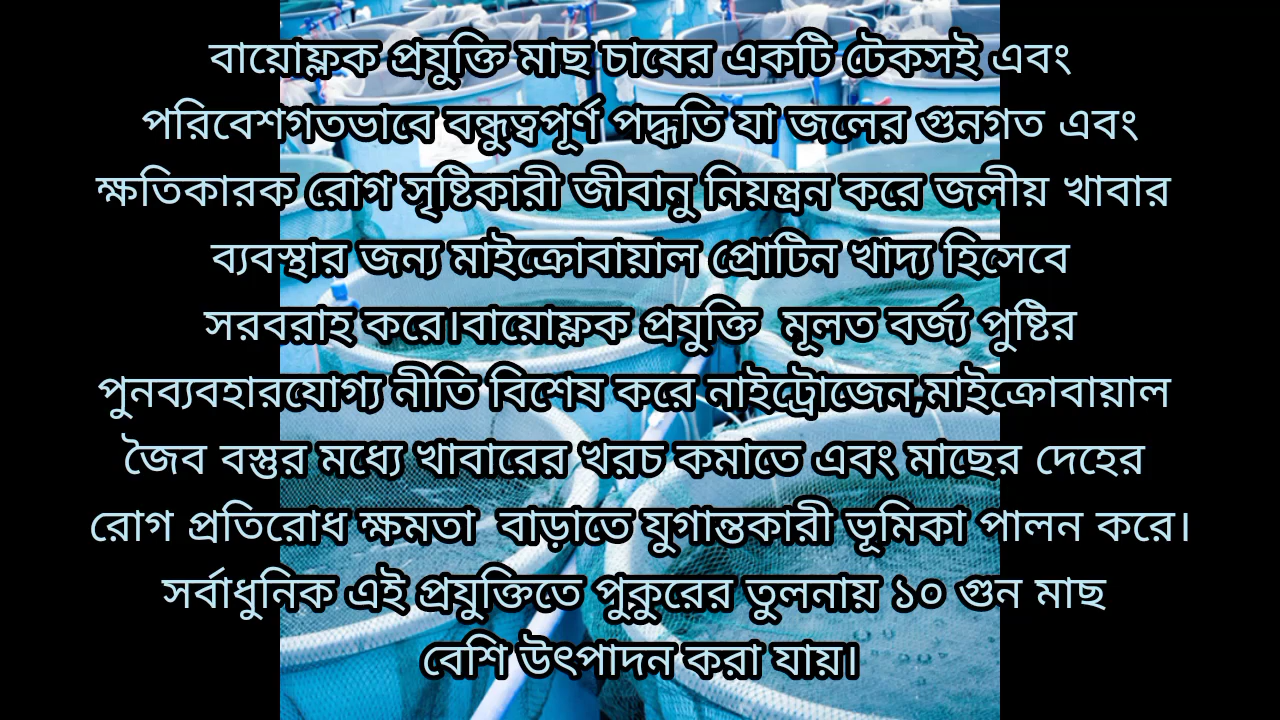 বায়োফ্লক প্রযুক্তি মাছ চাষের একটি টেকসই এবং
পরিবেশগতভাবে বন্ধুত্বপূর্ণ পদ্ধতি যা জলের গুনগত এবং
ক্ষতিকারক রোগ সৃষ্টিকারী জীবানু নিয়ন্ত্রন করে জলীয় খাবার
ব্যবস্থার জন্য মাইক্রোবায়াল প্রোটিন খাদ্য হিসেবে
সরবরাহ করে।বায়োফ্লক প্রযুক্তি মূলত বর্জ্য পুষ্টির
পুনব্যবহারযোগ্য নীতি বিশেষ করে নাইট্রোজেন,মাইক্রোবায়াল
জৈব বস্তুর মধ্যে খাবারের খরচ কমাতে এবং মাছের দেহের
রোগ প্রতিরোধ ক্ষমতা বাড়াতে যুগান্তকারী ভূমিকা পালন করে।
সর্বাধুনিক এই প্রযুক্তিতে পুকুরের তুলনায় ১০ গুন মাছ
বেশি উৎপাদন করা যায়।